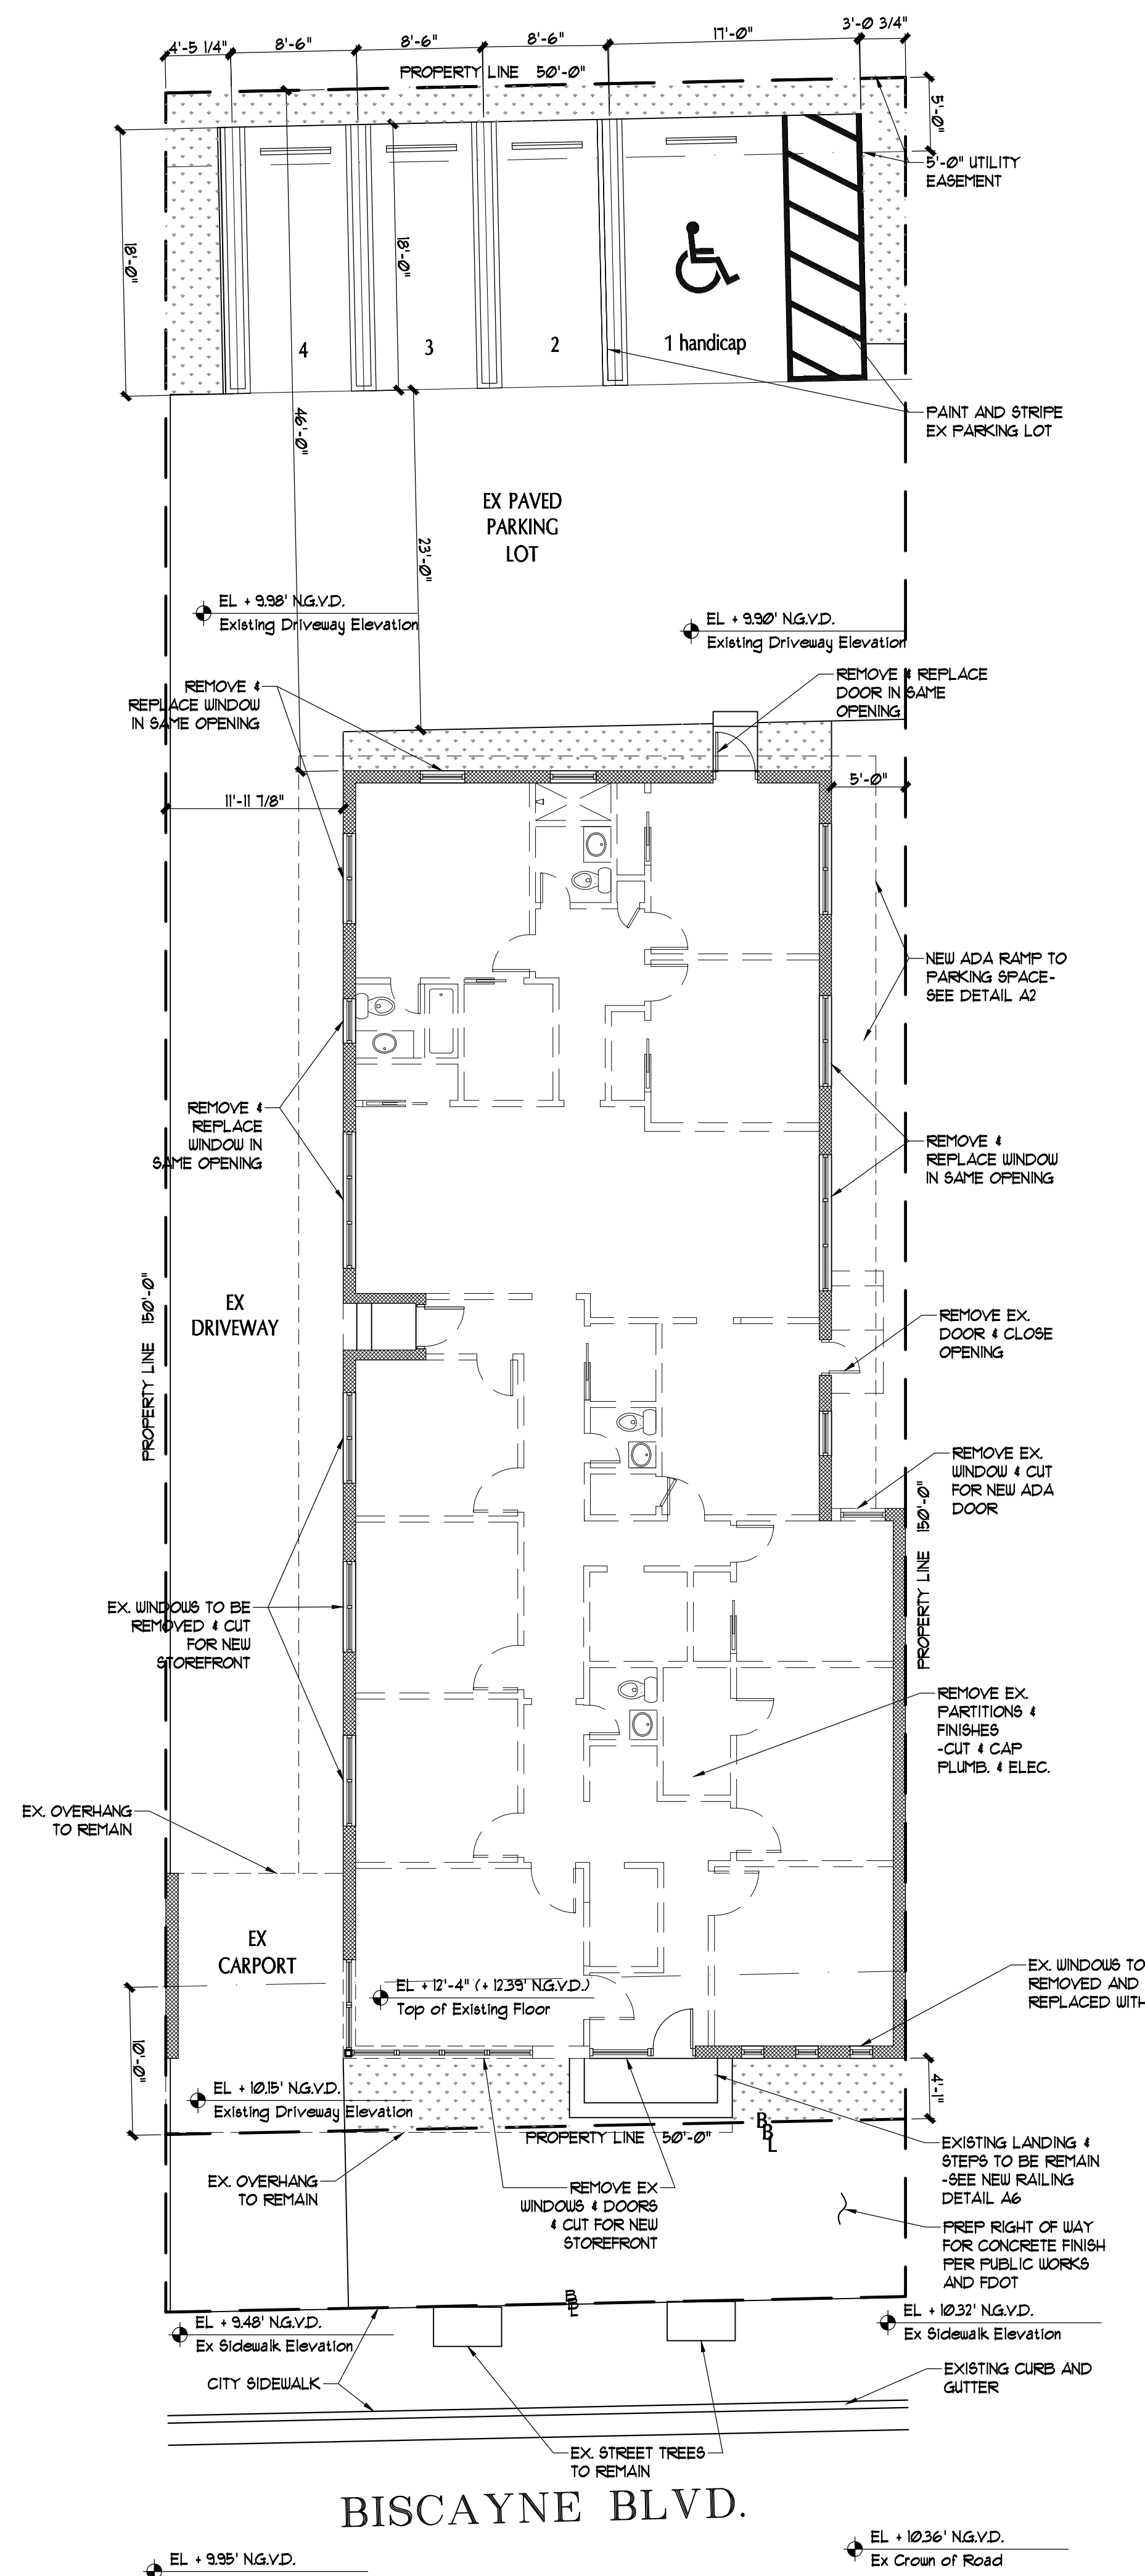 4'-5 1/4"
8'-6"
8'-6"
8'-6"
17'-0"
3'-0 3/4"
PROPERTY LINE 50'-0"
5'-0"
5'-0" UTILITY
EASEMENT
18'-0"
18'-0"
4
3
2
1 handicap
46'-0"
PAINT AND STRIPE
EX PARKING LOT
EX PAVED
PARKING
LOT
23'-0"
EL + 9.98' N.G.V.D.
Existing Driveway Elevation
EL + 9.90' N.G.V.D.
Existing Driveway Elevation
REMOVE &
REPLACE WINDOW
IN SAME OPENING
REMOVE & REPLACE
DOOR IN SAME
OPENING
11'-11 7/8"
5'-0"
NEW ADA RAMP TO
PARKING SPACE-
SEE DETAIL A2
REMOVE &
REPLACE
WINDOW IN
SAME OPENING
REMOVE &
REPLACE WINDOW
IN SAME OPENING
PROPERTY LINE 150'-0"
EX
DRIVEWAY
REMOVE EX.
DOOR & CLOSE
OPENING
REMOVE EX.
WINDOW & CUT
FOR NEW ADA
DOOR
PROPERTY LINE 150'-0"
EX. WINDOWS TO BE
REMOVED & CUT
FOR NEW
STOREFRONT
REMOVE EX.
PARTITIONS &
FINISHES
-CUT & CAP
PLUMB. & ELEC.
EX. OVERHANG
TO REMAIN
EX
CARPORT
EL + 12'-4" (+ 12.39' N.G.V.D.)
Top of Existing Floor
EX. WINDOWS TO
REMOVED AND
REPLACED WITH
10'-0"
EL + 10.15' N.G.V.D.
Existing Driveway Elevation
4'-1"
PROPERTY LINE 50'-0"
B
B
L
EXISTING LANDING &
STEPS TO BE REMAIN
-SEE NEW RAILING
DETAIL A6
EX. OVERHANG
TO REMAIN
REMOVE EX
WINDOWS & DOORS
& CUT FOR NEW
STOREFRONT
PREP RIGHT OF WAY
FOR CONCRETE FINISH
PER PUBLIC WORKS
AND FDOT
B
B
L
EL + 9.48' N.G.V.D.
Ex Sidewalk Elevation
EL + 10.32' N.G.V.D.
Ex Sidewalk Elevation
CITY SIDEWALK
EXISTING CURB AND
GUTTER
EX. STREET TREES
TO REMAIN
BISCAYNE BLVD.
EL + 9.95' N.G.V.D.
EL + 10.36' N.G.V.D.
Ex Crown of Road